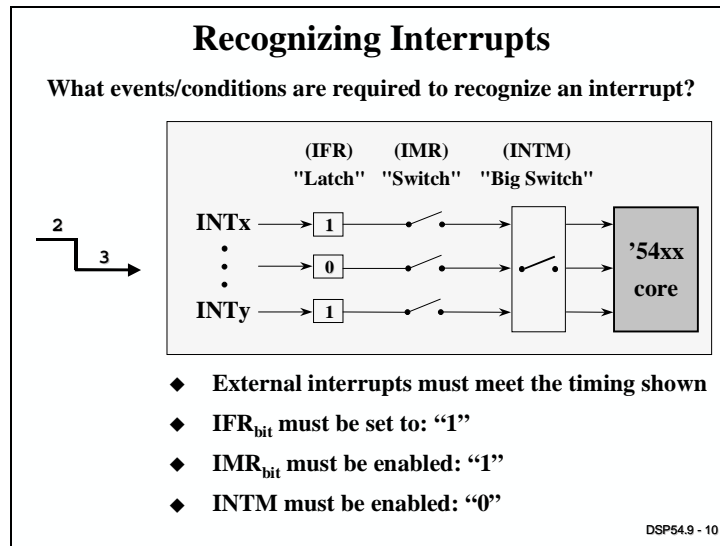 Recognizing Interrupts
What events/conditions are required to recognize an interrupt?
(IFR) (IMR) (INTM)
"Latch" "Switch" "Big Switch"
2
3
INTx 1
0
INTy 1
’54xx
core
◆ External interrupts must meet the timing shown
◆ IFRbit must be set to: “1”
◆ IMRbit must be enabled: “1”
◆ INTM must be enabled: “0”
DSP54.9 - 10